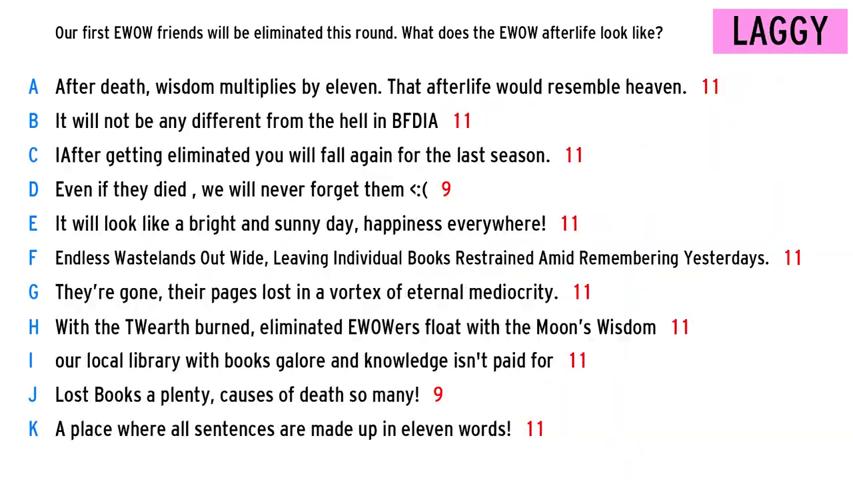 Our first EWOW friends will be eliminated this round. What does the EWOW afterlife look like?
LAGGY
A After death, wisdom multiplies by eleven. That afterlife would resemble heaven. 11
B It will not be any different from the hell in BFDIA 11
C IAfter getting eliminated you will fall again for the last season. 11
D Even if they died , we will never forget them <:( 9
E It will look like a bright and sunny day, happiness everywhere! 11
F Endless Wastelands Out Wide, Leaving Individual Books Restrained Amid Remembering Yesterdays. 11
G They're gone, their pages lost in a vortex of eternal mediocrity. 11
H With the TWearth burned, eliminated EWOWers float with the Moon's Wisdom 11
I our local library with books galore and knowledge isn't paid for 11
J Lost Books a plenty, causes of death so many! 9
K A place where all sentences are made up in eleven words! 11